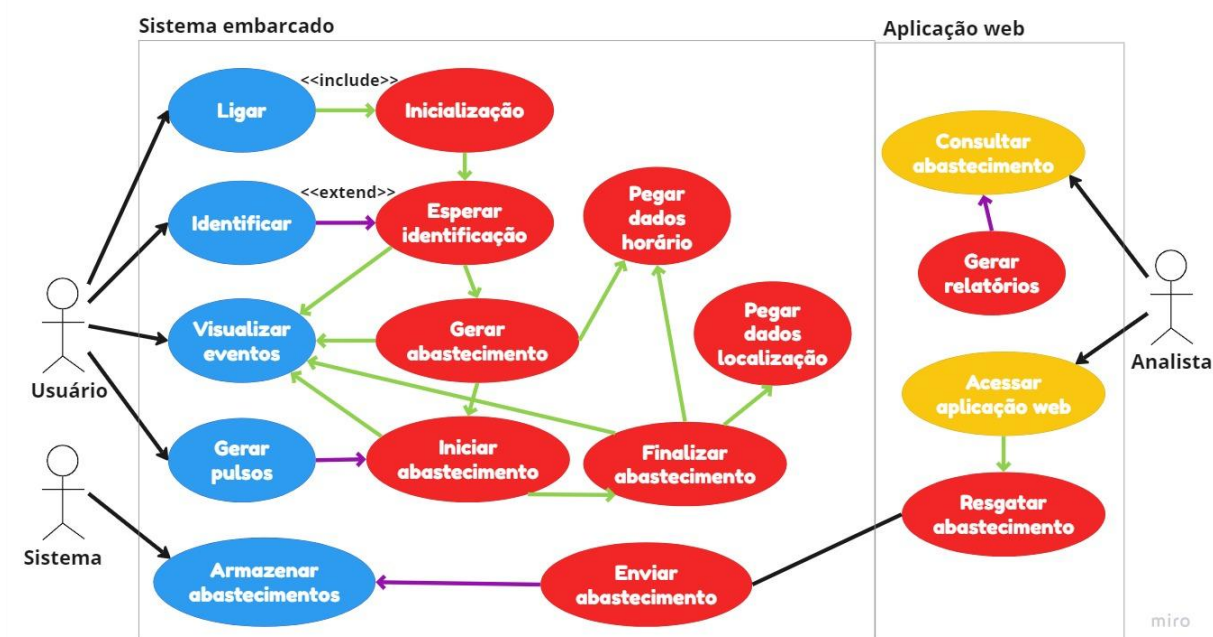 Sistema embarcado
Aplicação web
<<include>>
Ligar
Inicialização
Consultar
abastecimento
<<extend>>
Identificar
Esperar
identificação
Pegar
dados
horário
Gerar
relatórios
Visualizar
eventos
Gerar
abastecimento
Pegar
dados
localização
Usuário
Analista
Acessar
aplicação web
Gerar
pulsos
Iniciar
abastecimento
Finalizar
abastecimento
Resgatar
abastecimento
Sistema
Armazenar
abastecimentos
Enviar
abastecimento
miro